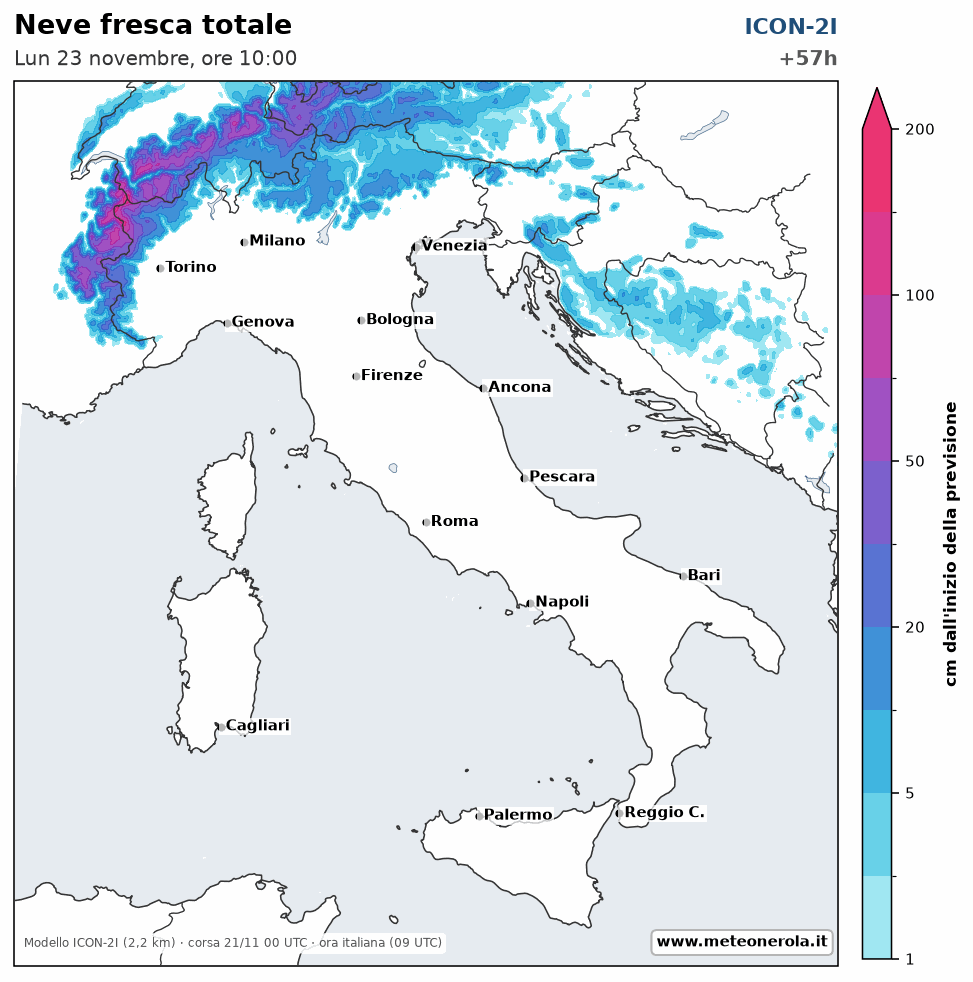 Neve fresca totale
ICON-2I
Lun 23 novembre, ore 10:00
+57h
200
100
50
20
5
1
cm dall'inizio della previsione
Milano
Venezia
Torino
Genova
Bologna
Firenze
Ancona
Pescara
Roma
Bari
Napoli
Cagliari
Palermo
Reggio C.
Modello ICON-2I (2,2 km) · corsa 21/11 00 UTC · ora italiana (09 UTC)
www.meteonerola.it